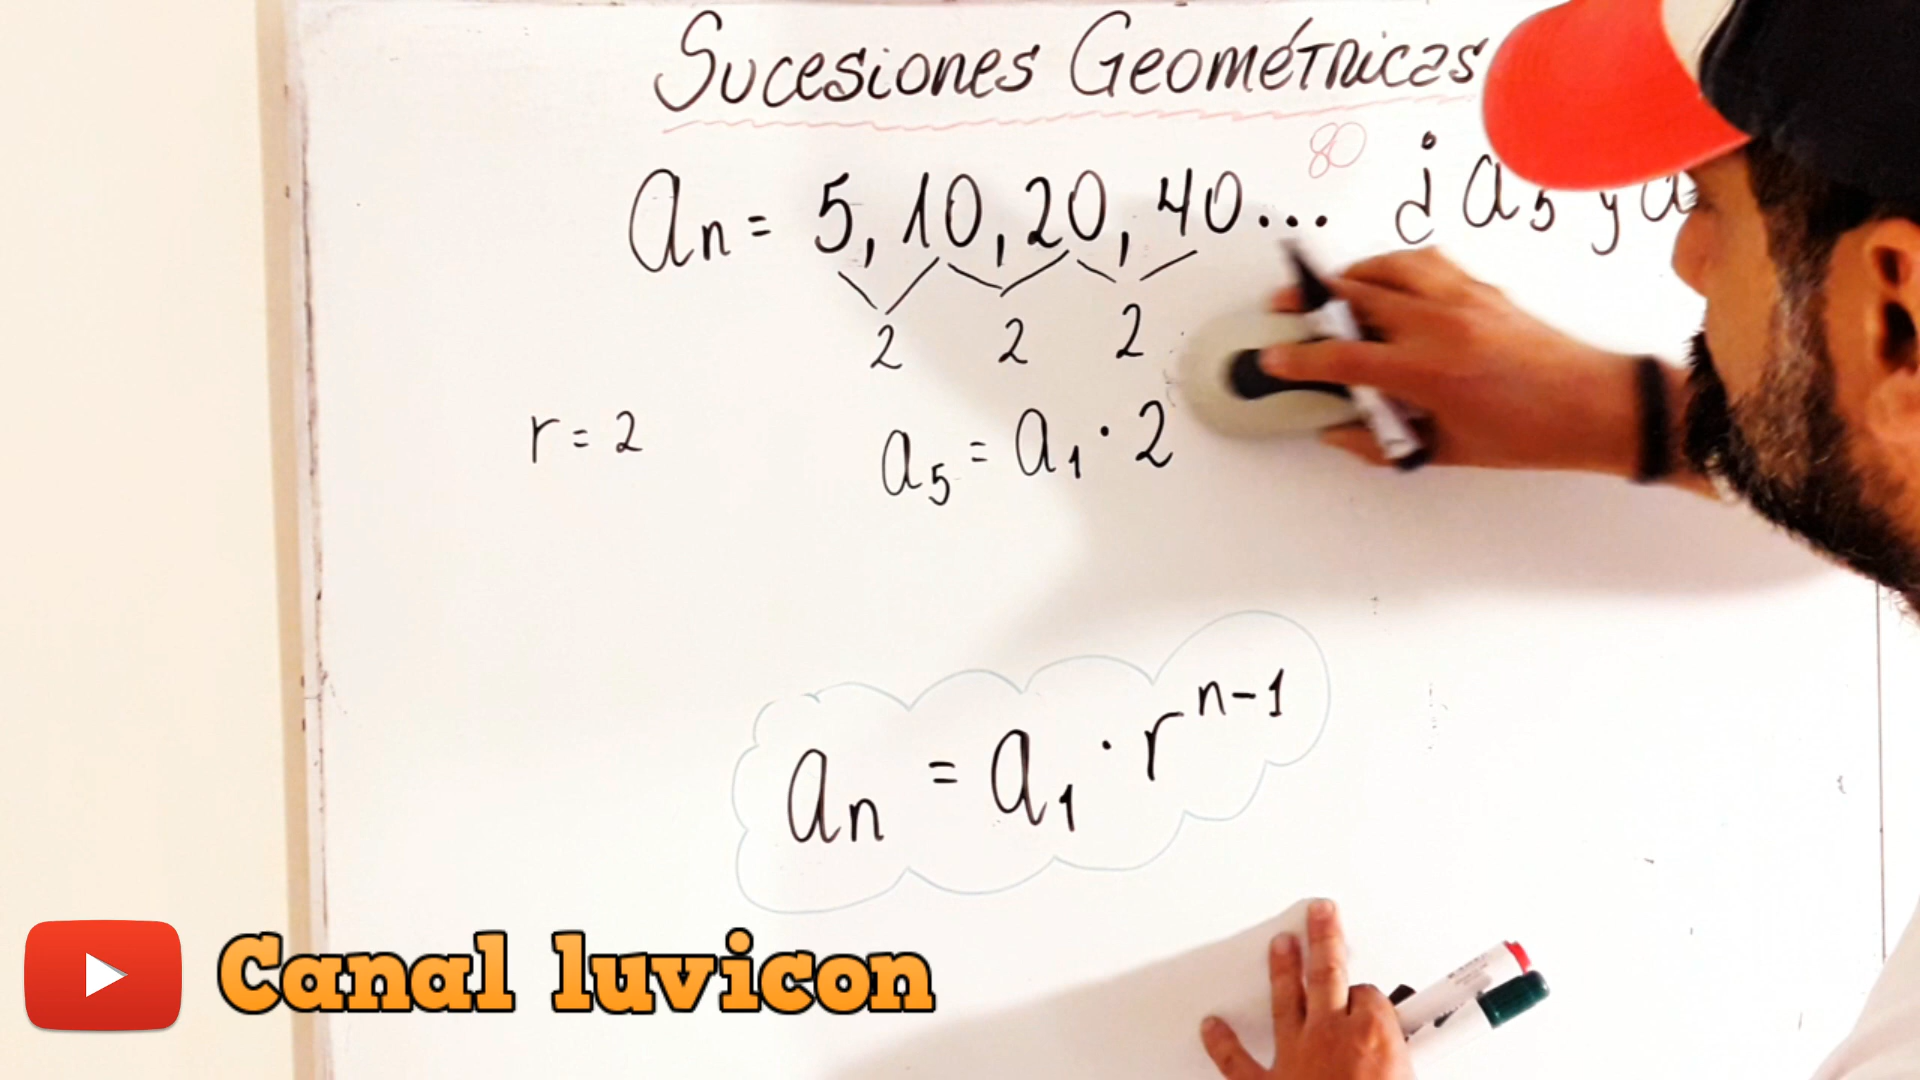 Sucesiones Geométricas
80
an = 5, 10, 20, 40... ¿ a5 y a
2 2 2
r = 2 a5 = a1 · 2
an = a1 · r^n-1
Canal luvicon